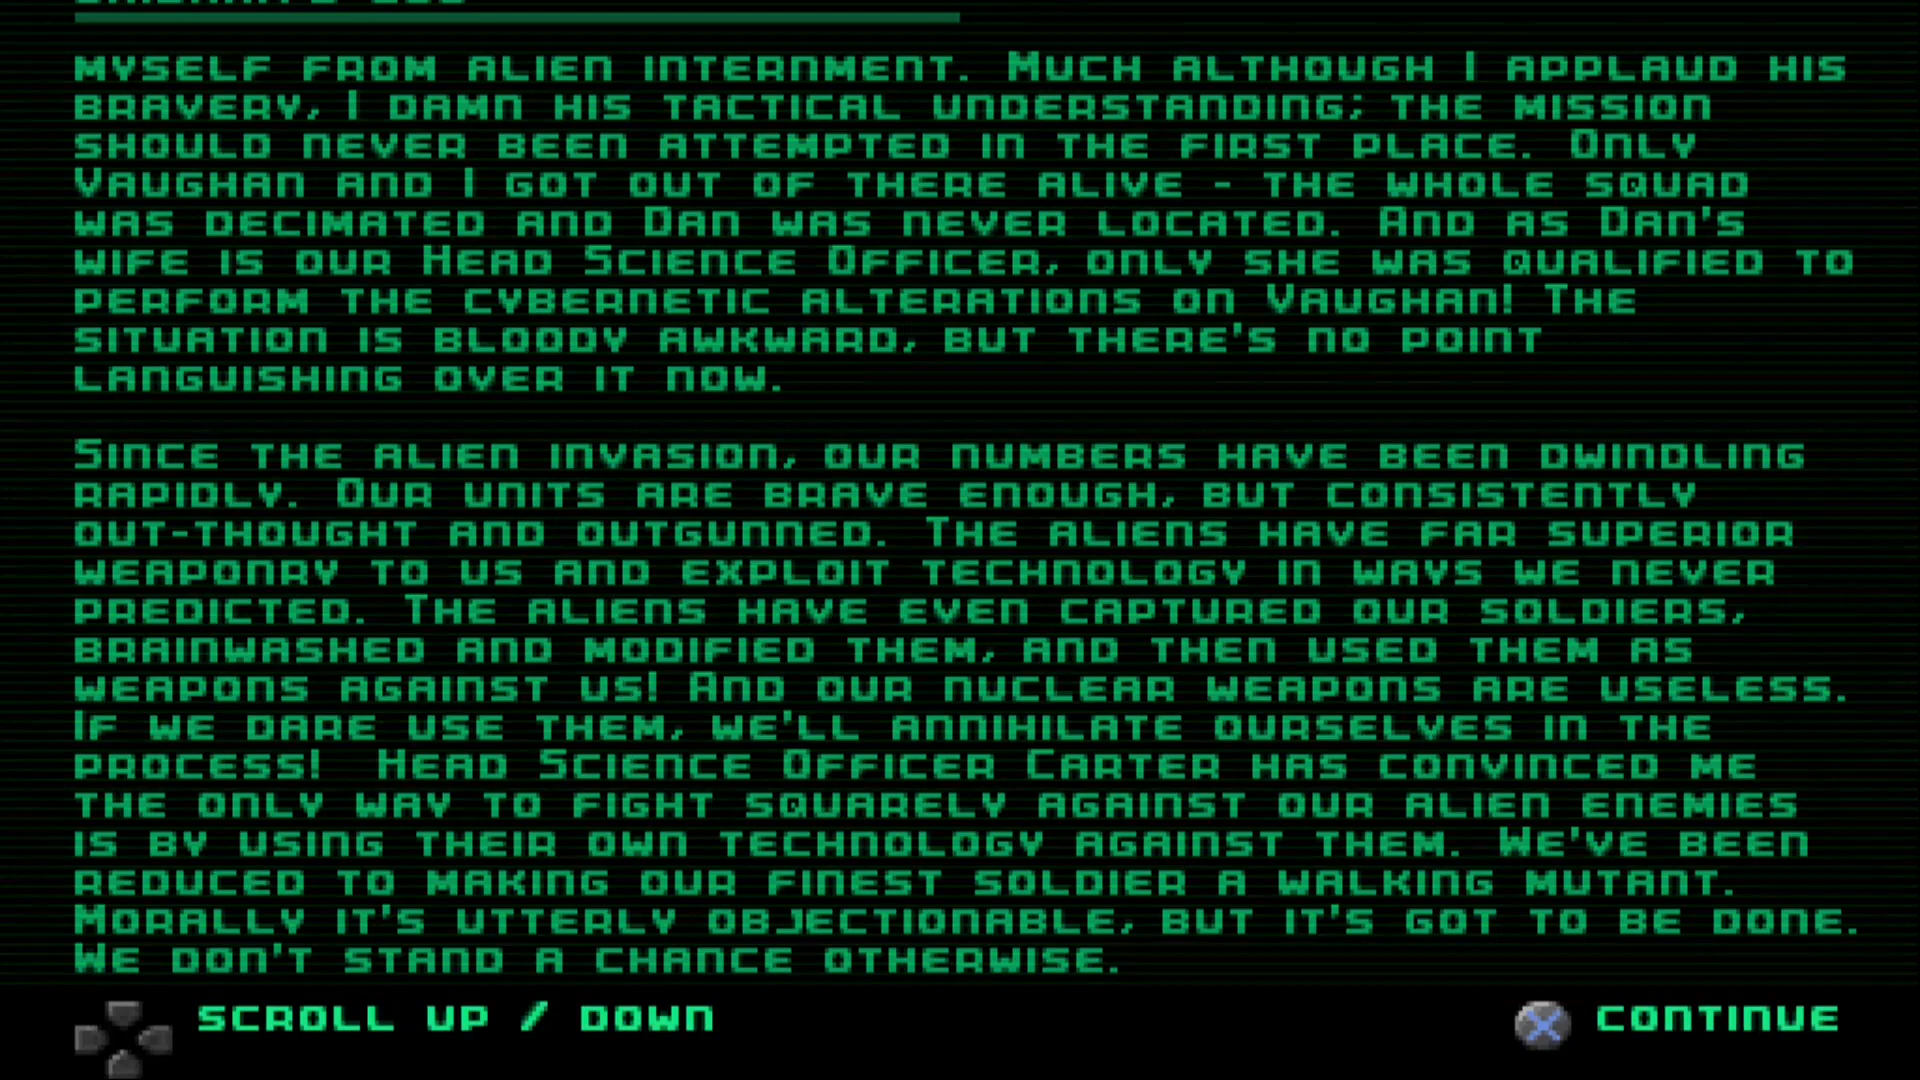 myself from alien internment. Much although I applaud his
bravery, I damn his tactical understanding; the mission
should never been attempted in the first place. Only
Vaughan and I got out of there alive - the whole squad
was decimated and Dan was never located. And as Dan's
wife is our Head Science Officer, only she was qualified to
perform the cybernetic alterations on Vaughan! The
situation is bloody awkward, but there's no point
languishing over it now.
Since the alien invasion, our numbers have been dwindling
rapidly. Our units are brave enough, but consistently
out-thought and outgunned. The aliens have far superior
weaponry to us and exploit technology in ways we never
predicted. The aliens have even captured our soldiers,
brainwashed and modified them, and then used them as
weapons against us! And our nuclear weapons are useless.
If we dare use them, we'll annihilate ourselves in the
process! Head Science Officer Carter has convinced me
the only way to fight squarely against our alien enemies
is by using their own technology against them. We've been
reduced to making our finest soldier a walking mutant.
Morally it's utterly objectionable, but it's got to be done.
We don't stand a chance otherwise.
scroll up / down
continue